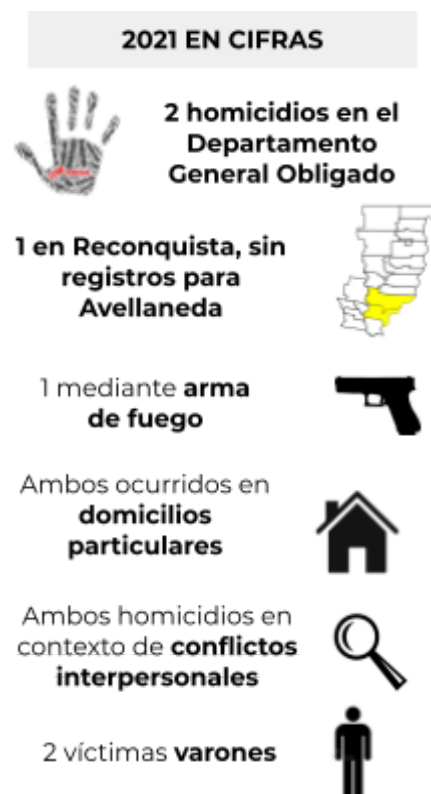 2021 EN CIFRAS
2 homicidios en el
Departamento
General Obligado
1 en Reconquista, sin
registros para
Avellaneda
1 mediante arma
de fuego
Ambos ocurridos en
domicilios
particulares
Ambos homicidios en
contexto de conflictos
interpersonales
2 víctimas varones